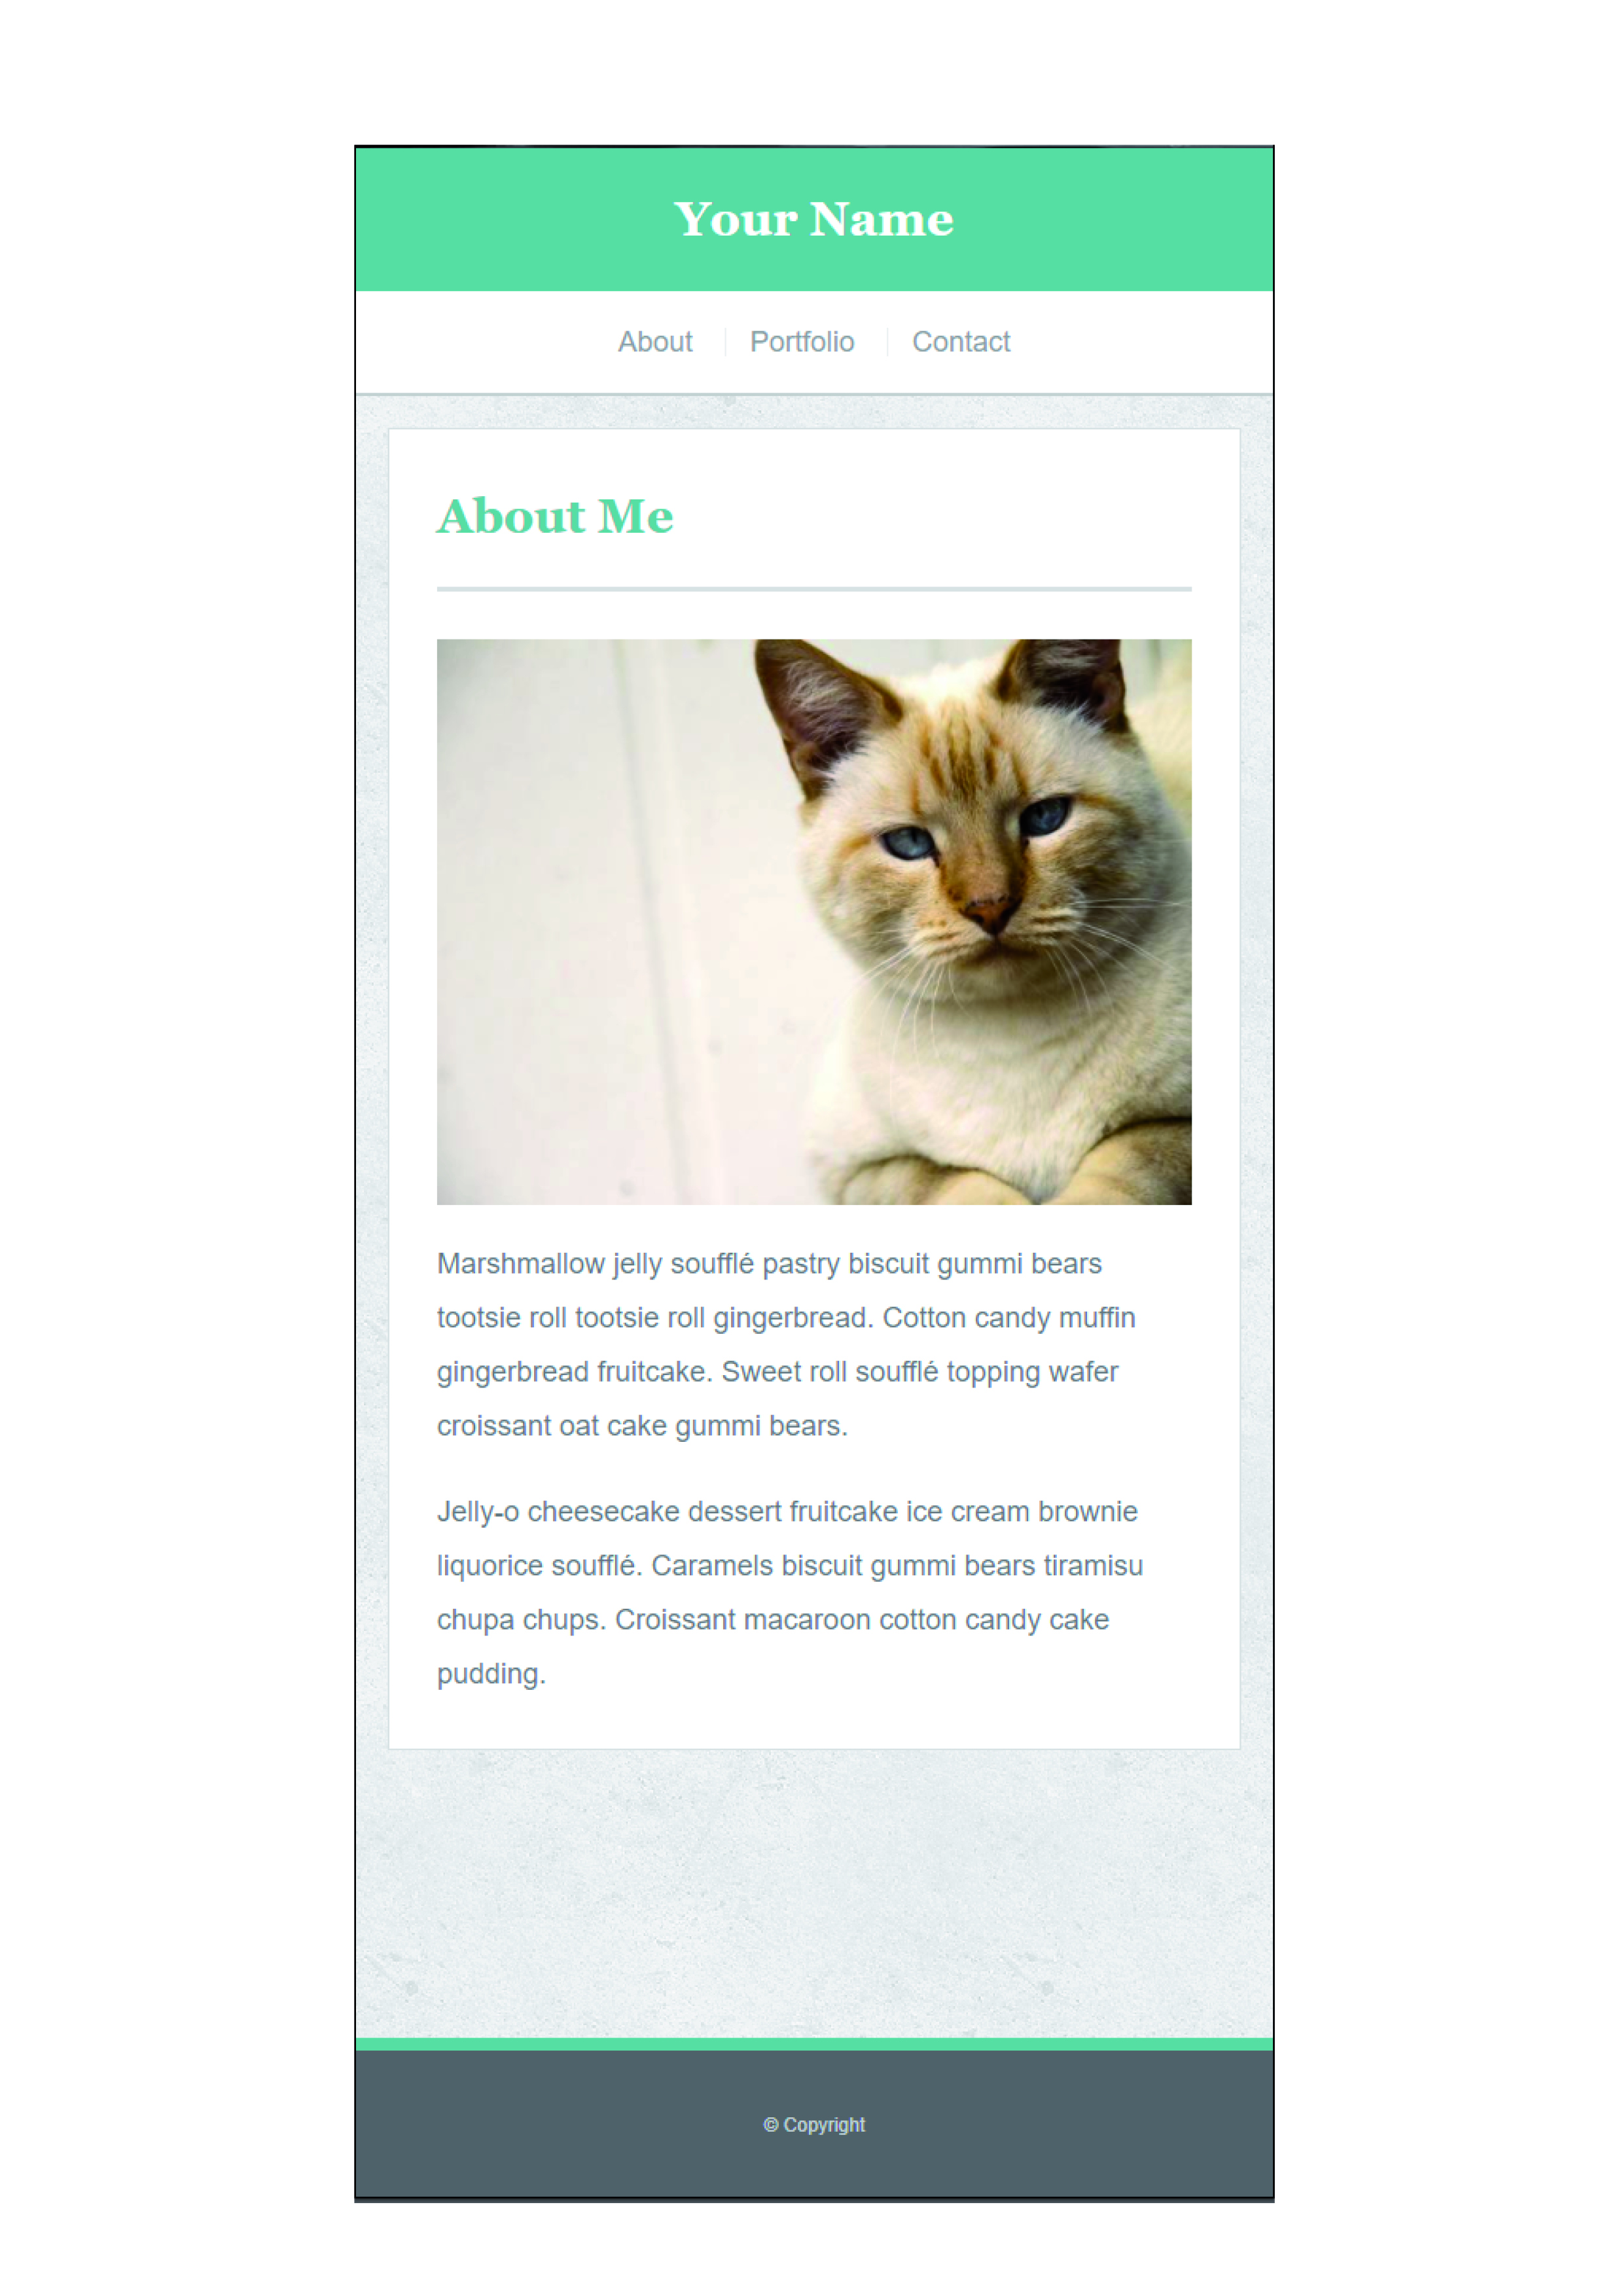 Your Name
About Portfolio Contact
About Me
Marshmallow jelly soufflé pastry biscuit gummi bears
tootsie roll tootsie roll gingerbread. Cotton candy muffin
gingerbread fruitcake. Sweet roll soufflé topping wafer
croissant oat cake gummi bears.
Jelly-o cheesecake dessert fruitcake ice cream brownie
liquorice soufflé. Caramels biscuit gummi bears tiramisu
chupa chups. Croissant macaroon cotton candy cake
pudding.
© Copyright